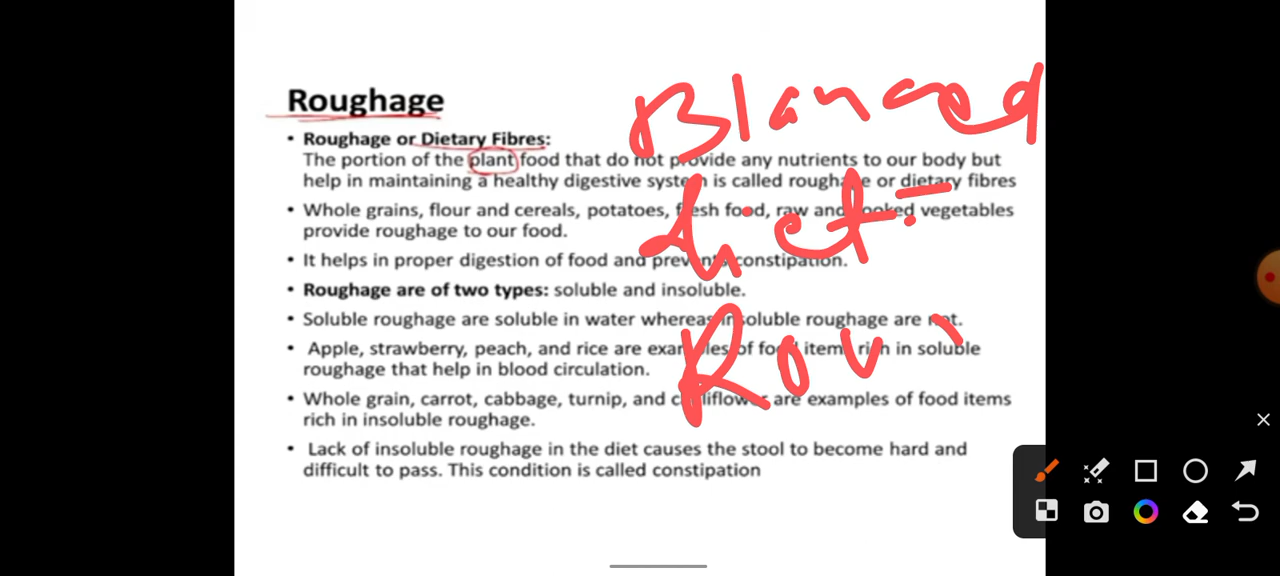 Roughage
• Roughage or Dietary Fibres:
The portion of the plant food that do not provide any nutrients to our body but
help in maintaining a healthy digestive system is called roughage or dietary fibres
• Whole grains, flour and cereals, potatoes, fresh food, raw and cooked vegetables
provide roughage to our food.
• It helps in proper digestion of food and prevents constipation.
• Roughage are of two types: soluble and insoluble.
• Soluble roughage are soluble in water whereas insoluble roughage are not.
• Apple, strawberry, peach, and rice are examples of food items rich in soluble
roughage that help in blood circulation.
• Whole grain, carrot, cabbage, turnip, and cauliflower are examples of food items
rich in insoluble roughage.
• Lack of insoluble roughage in the diet causes the stool to become hard and
difficult to pass. This condition is called constipation
Blanced
diet:-
Rou